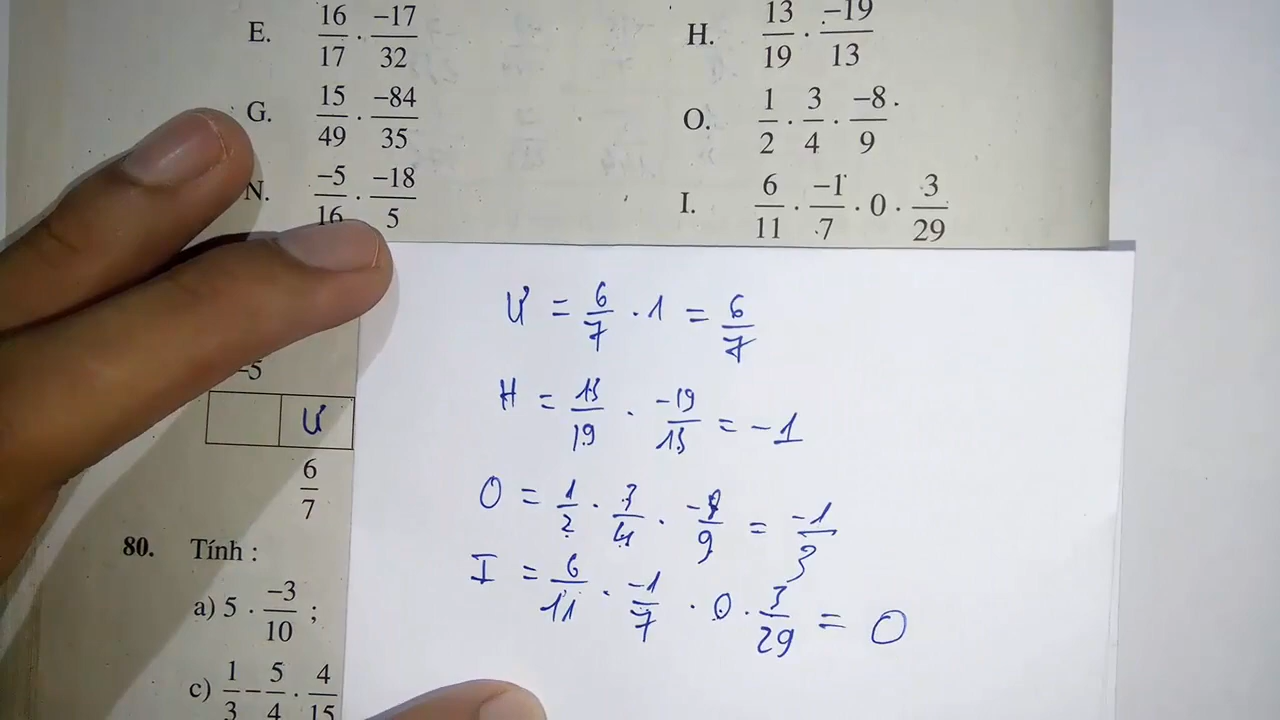 E. 16/17 · −17/32
H. 13/19 · −19/13
G. 15/49 · −84/35
O. 1/2 · 3/4 · −8/9
N. −5/16 · −18/5
I. 6/11 · −1/7 · 0 · 3/29
Ư = 6/7 · 1 = 6/7
H = 13/19 · −19/13 = −1
O = 1/2 · 3/4 · −8/9 = −1/3
I = 6/11 · −1/7 · 0 · 3/29 = 0
−5
Ư
6/7
80. Tính :
a) 5 · −3/10 ;
c) 1/3 − 5/4 · 4/15